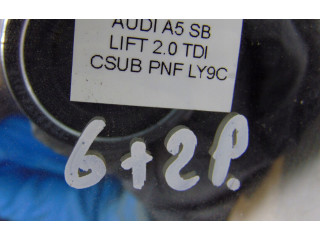 AUDI A5 SB
LIFT 2.0 TDI
CSUB PNF LY9C
6+2P.